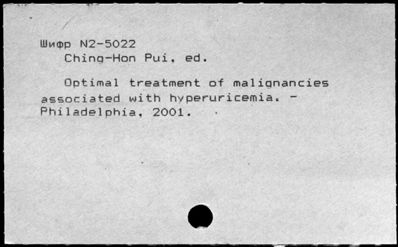 Шифр N2-5022
Ching-Hon Pui, ed.
Optimal treatment of malignancies
associated with hyperuricemia. -
Philadelphia, 2001.